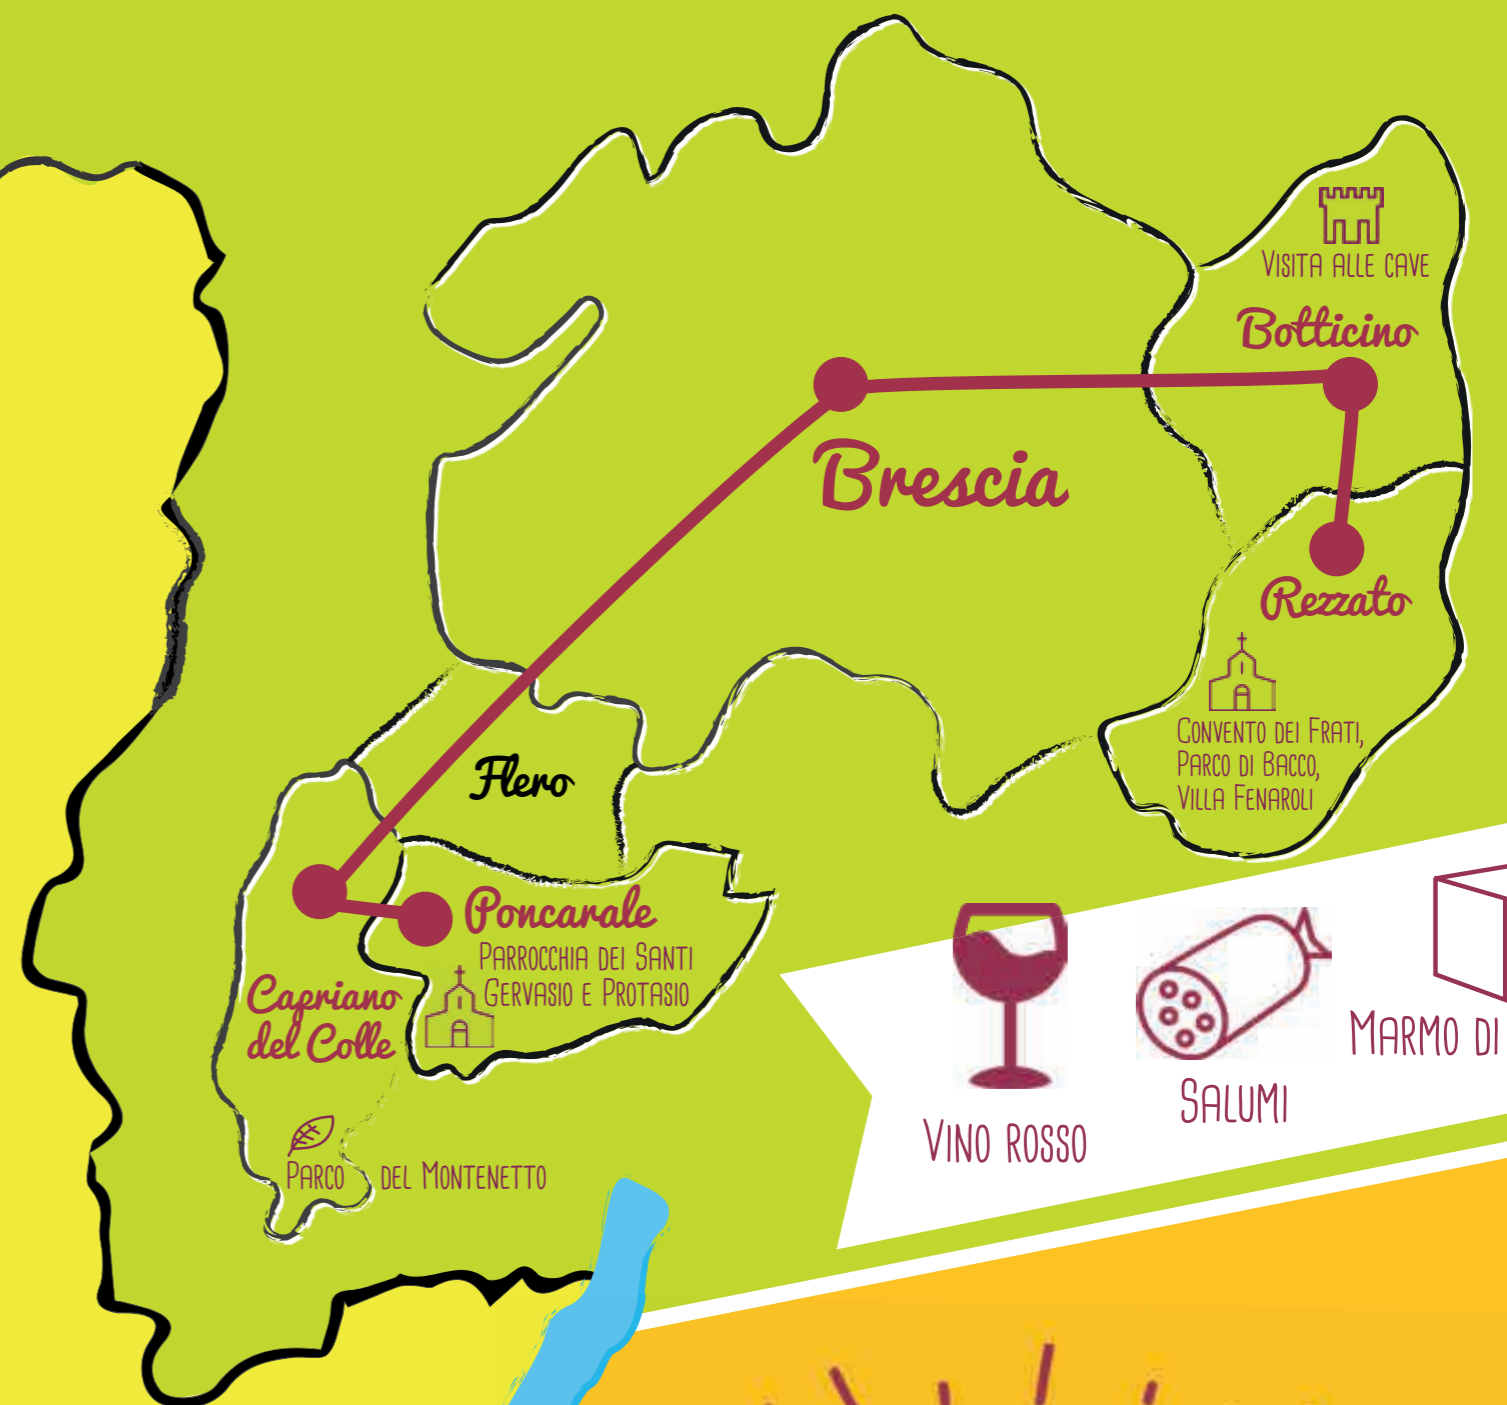 Visita alle cave
Botticino
Brescia
Rezzato
Convento dei Frati,
Parco di Bacco,
Villa Fenaroli
Flero
Poncarale
Parrocchia dei Santi
Gervasio e Protasio
Capriano
del Colle
Parco del Montenetto
Vino rosso
Salumi
Marmo di